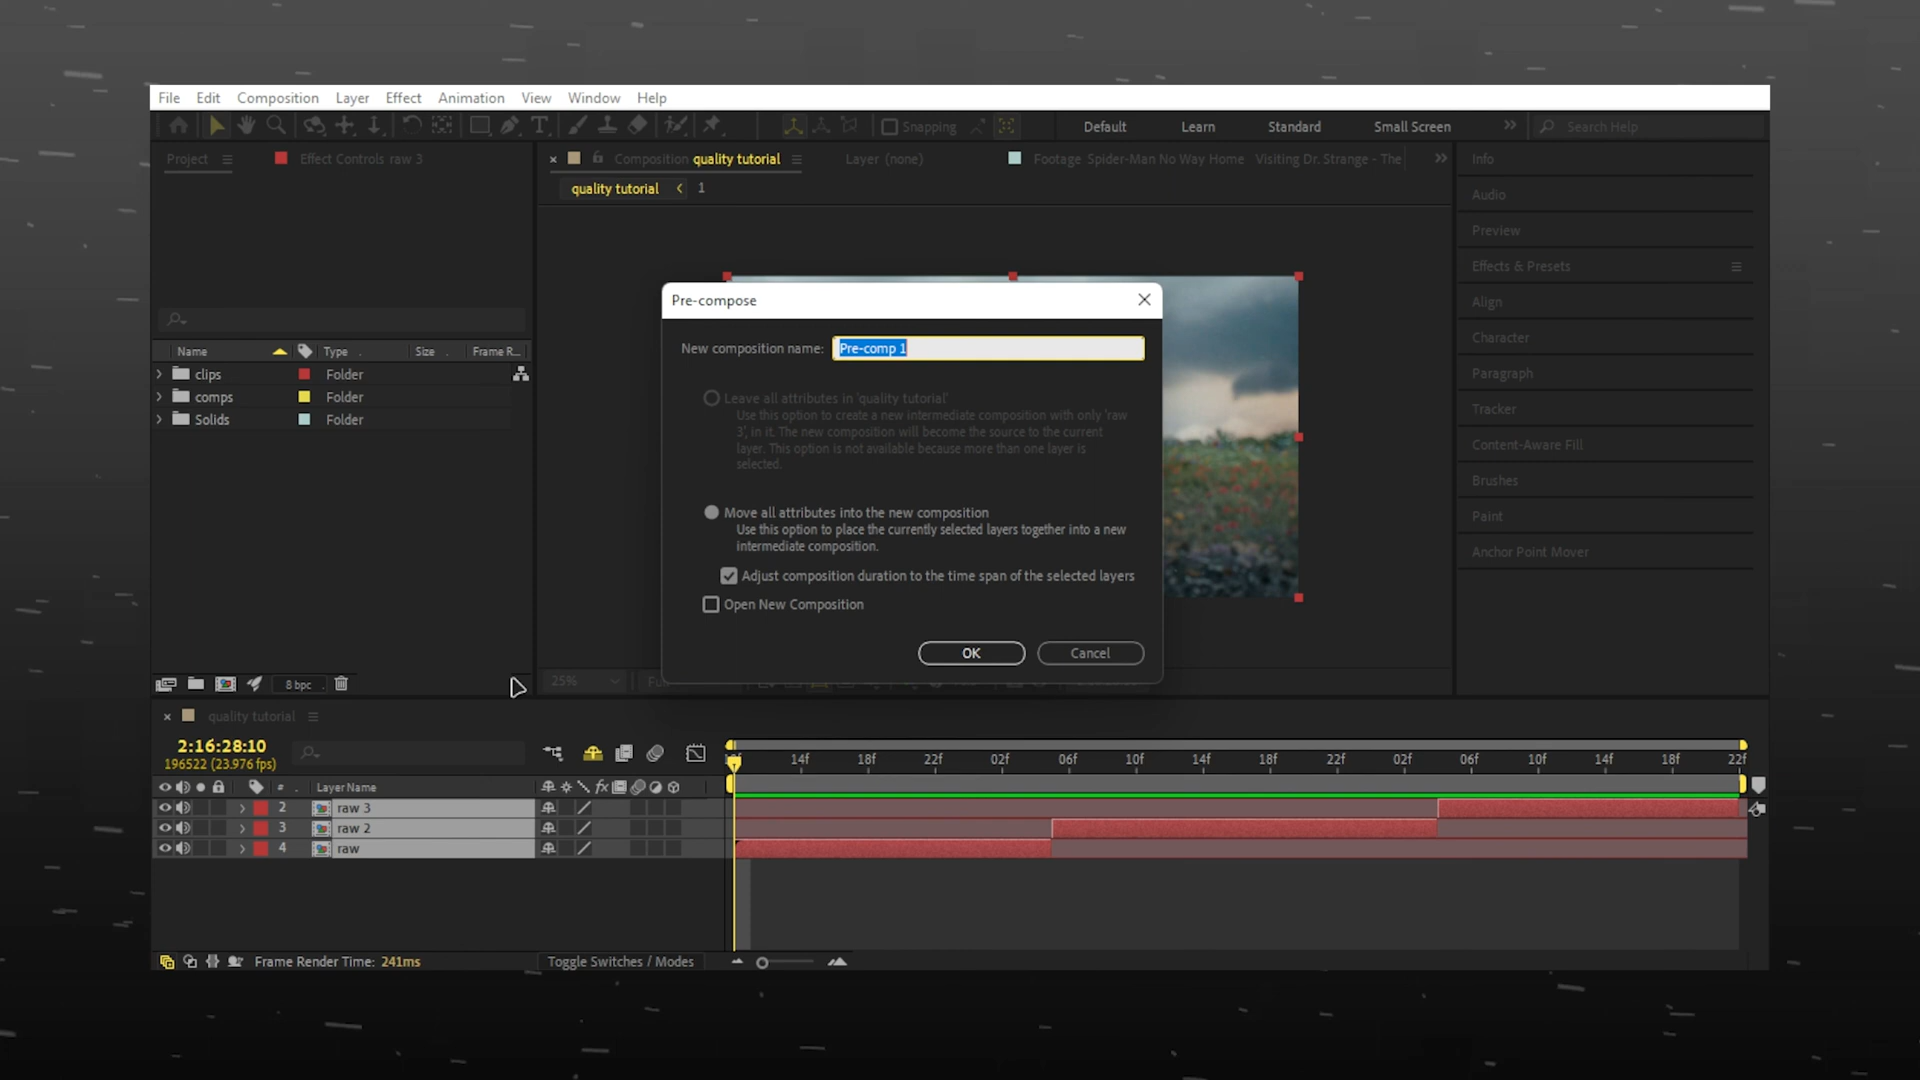 File Edit Composition Layer Effect Animation View Window Help
Snapping Default Learn Standard Small Screen Search Help
Project Effect Controls raw 3
Composition quality tutorial Layer (none) Footage Spider-Man No Way Home Visiting Dr. Strange - The
quality tutorial 1
Info
Audio
Preview
Effects & Presets
Align
Character
Paragraph
Tracker
Content-Aware Fill
Brushes
Paint
Anchor Point Mover
Name Type Size Frame R...
clips Folder
comps Folder
Solids Folder
8 bpc
Pre-compose
New composition name: Pre-comp 1
Leave all attributes in 'quality tutorial'
Use this option to create a new intermediate composition with only 'raw
3', in it. The new composition will become the source to the current
layer. This option is not available because more than one layer is
selected.
Move all attributes into the new composition
Use this option to place the currently selected layers together into a new
intermediate composition.
Adjust composition duration to the time span of the selected layers
Open New Composition
OK Cancel
25%
quality tutorial
2:16:28:10
196522 (23.976 fps)
14f 18f 22f 02f 06f 10f 14f 18f 22f 02f 06f 10f 14f 18f 22f
# Layer Name fx
2 raw 3
3 raw 2
4 raw
Frame Render Time: 241ms Toggle Switches / Modes